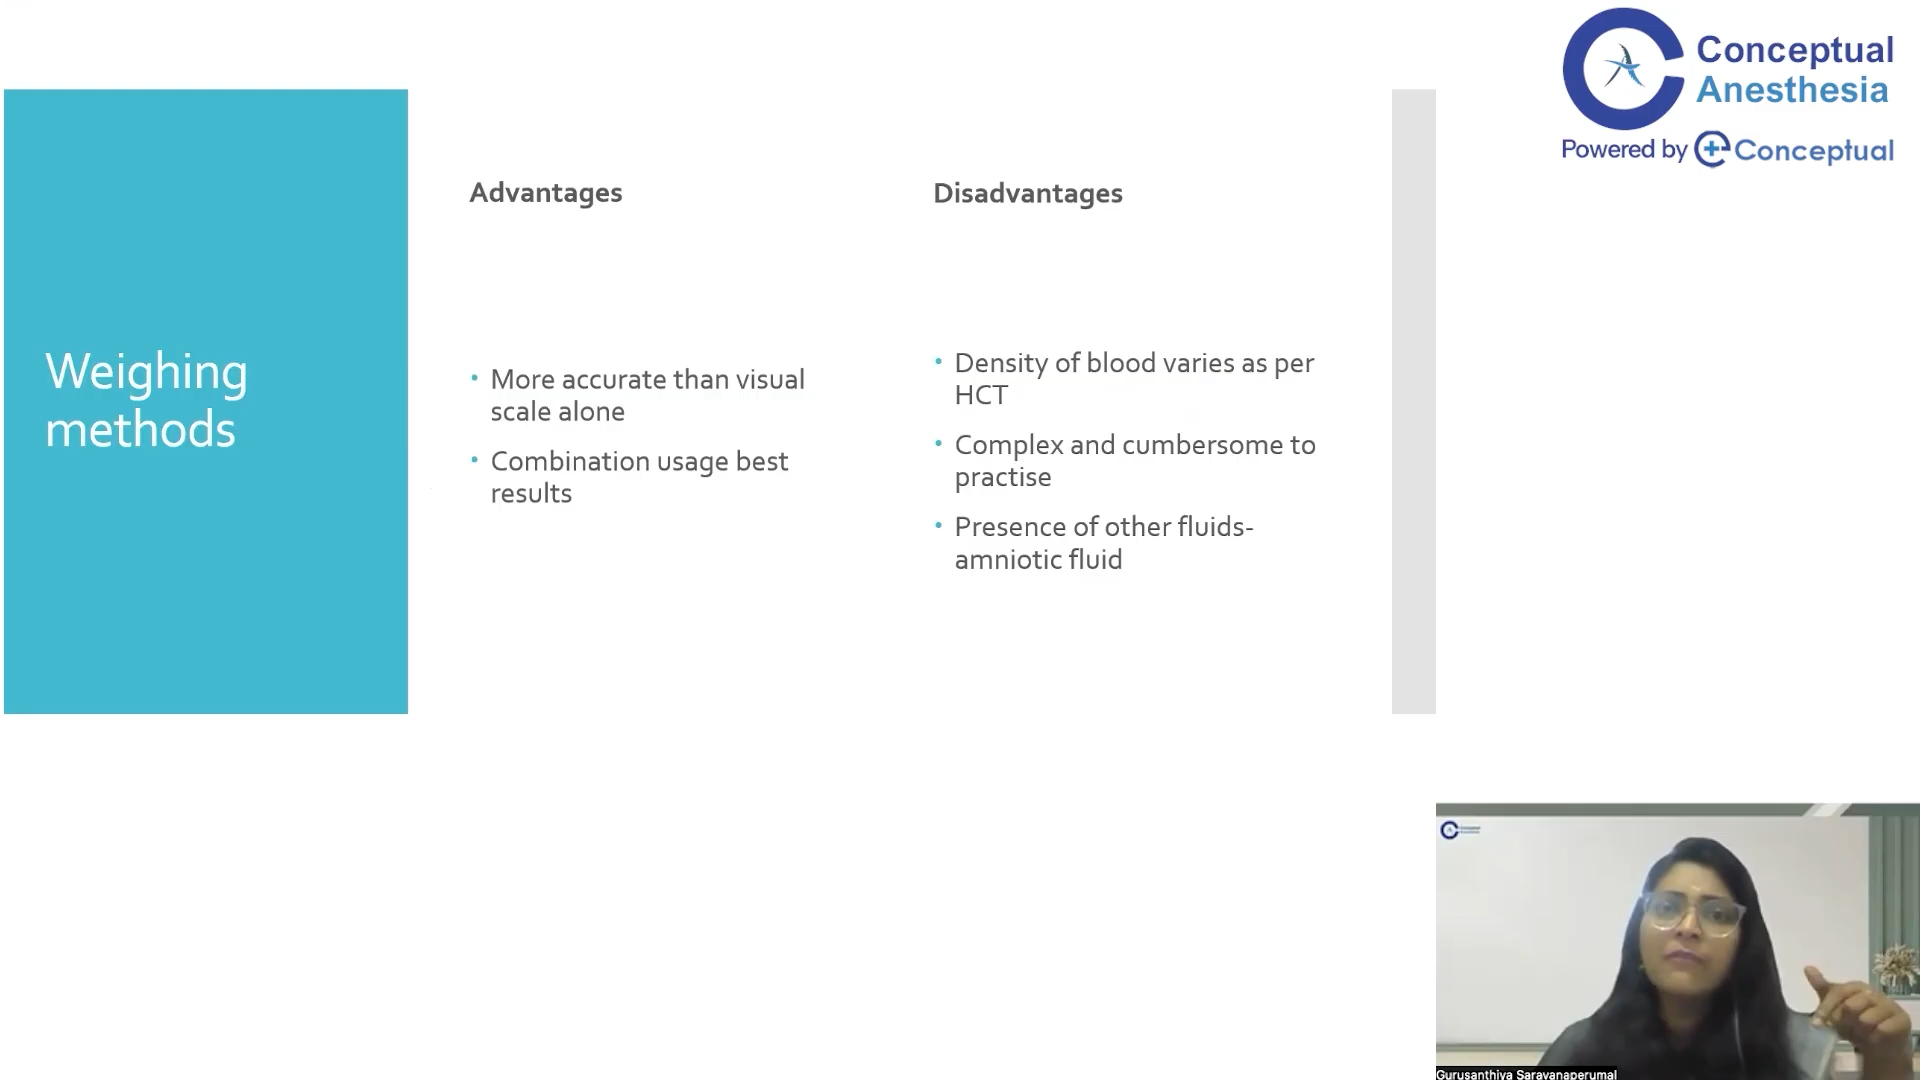 Conceptual
Anesthesia
Powered by Conceptual
Weighing
methods
Advantages
• More accurate than visual
scale alone
• Combination usage best
results
Disadvantages
• Density of blood varies as per
HCT
• Complex and cumbersome to
practise
• Presence of other fluids-
amniotic fluid
Gurusanthiya Saravanaperumal